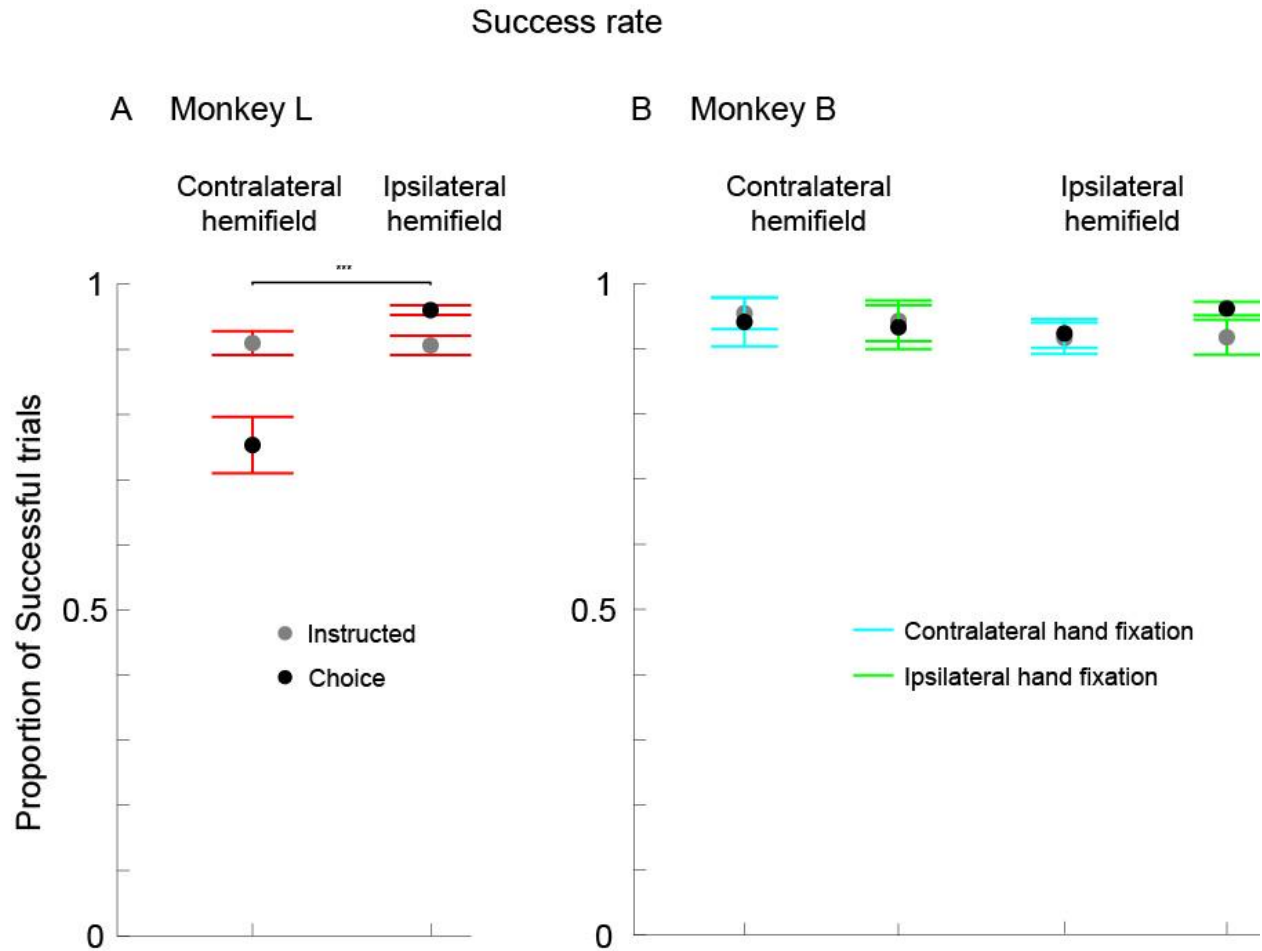 Success rate
A Monkey L
B Monkey B
Contralateral
hemifield
Ipsilateral
hemifield
Contralateral
hemifield
Ipsilateral
hemifield
***
1
0.5
0
Proportion of Successful trials
Instructed
Choice
1
0.5
0
Contralateral hand fixation
Ipsilateral hand fixation